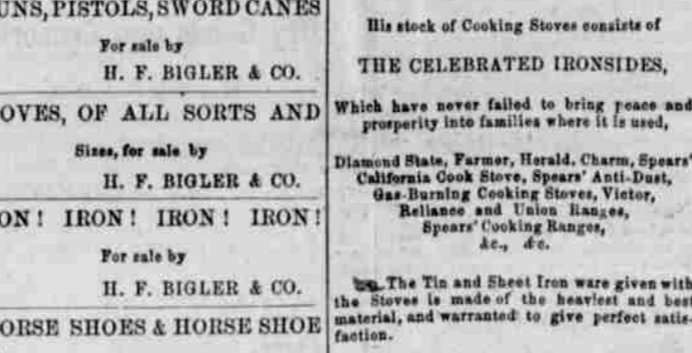 UNS, PISTOLS, SWORD CANES
For sale by
H. F. BIGLER & CO.
OVES, OF ALL SORTS AND
Sizes, for sale by
H. F. BIGLER & CO.
ON! IRON! IRON! IRON!
For sale by
H. F. BIGLER & CO.
ORSE SHOES & HORSE SHOE
His stock of Cooking Stoves consists of
THE CELEBRATED IRONSIDES,
Which have never failed to bring peace and
prosperity into families where it is used,
Diamond State, Farmer, Herald, Charm, Spears'
California Cook Stove, Spears' Anti-Dust,
Gas-Burning Cooking Stoves, Victor,
Reliance and Union Ranges,
Spears' Cooking Ranges,
&c., &c.
The Tin and Sheet Iron ware given with
the Stoves is made of the heaviest and best
material, and warranted to give perfect satis-
faction.